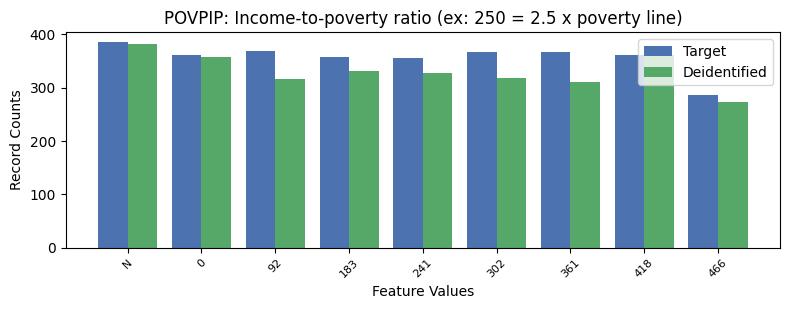 POVPIP: Income-to-poverty ratio (ex: 250 = 2.5 x poverty line)
Target
Deidentified
Record Counts
400
300
200
100
0
N 0 92 183 241 302 361 418 466
Feature Values